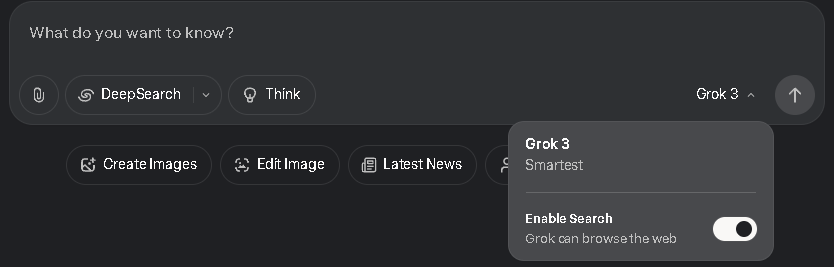 What do you want to know?
DeepSearch
Think
Grok 3
Grok 3
Smartest
Create Images
Edit Image
Latest News
Enable Search
Grok can browse the web